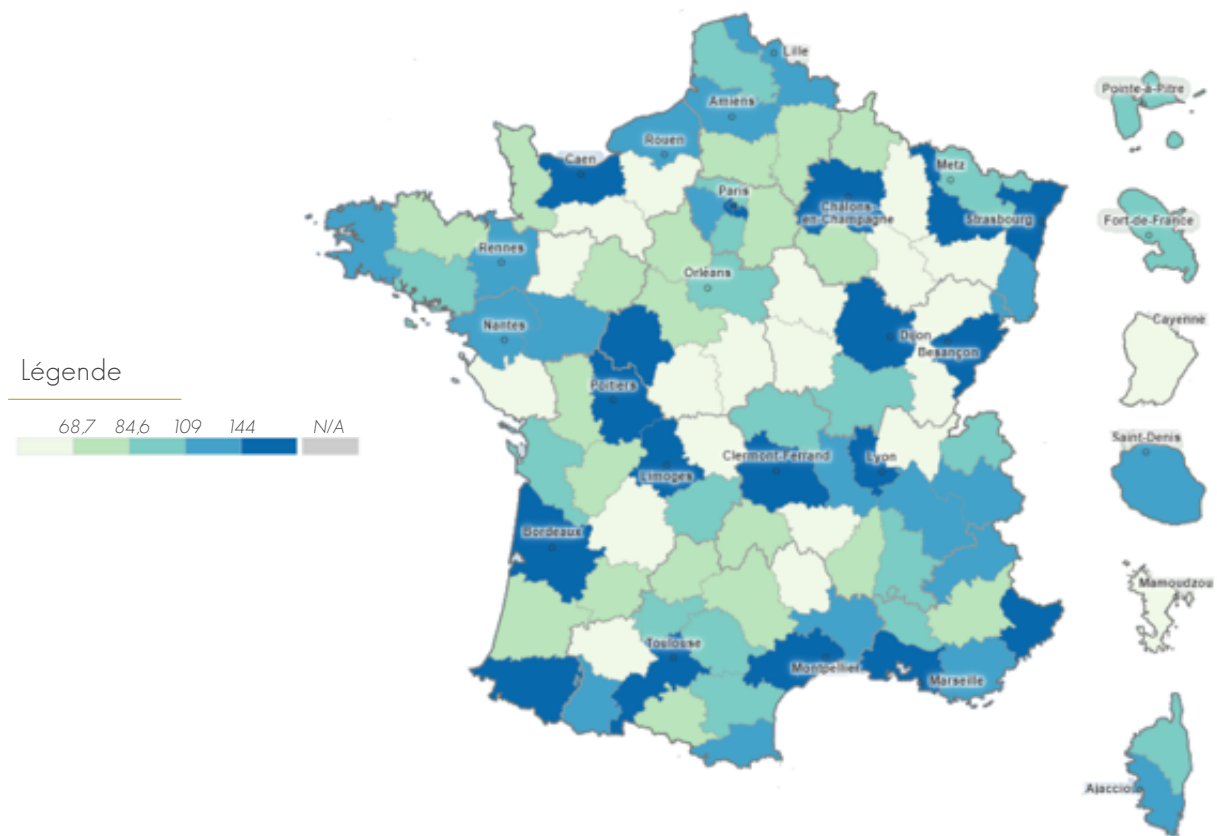 Lille
Pointe-à-Pitre
Amiens
Rouen
Caen
Metz
Paris
Châlons-
en-Champagne
Strasbourg
Fort-de-France
Rennes
Orléans
Cayenne
Nantes
Dijon
Besançon
Légende
Poitiers
68,7 84,6 109 144 N/A
Saint-Denis
Clermont-Ferrand
Lyon
Limoges
Bordeaux
Mamoudzou
Toulouse
Montpellier
Marseille
Ajaccio